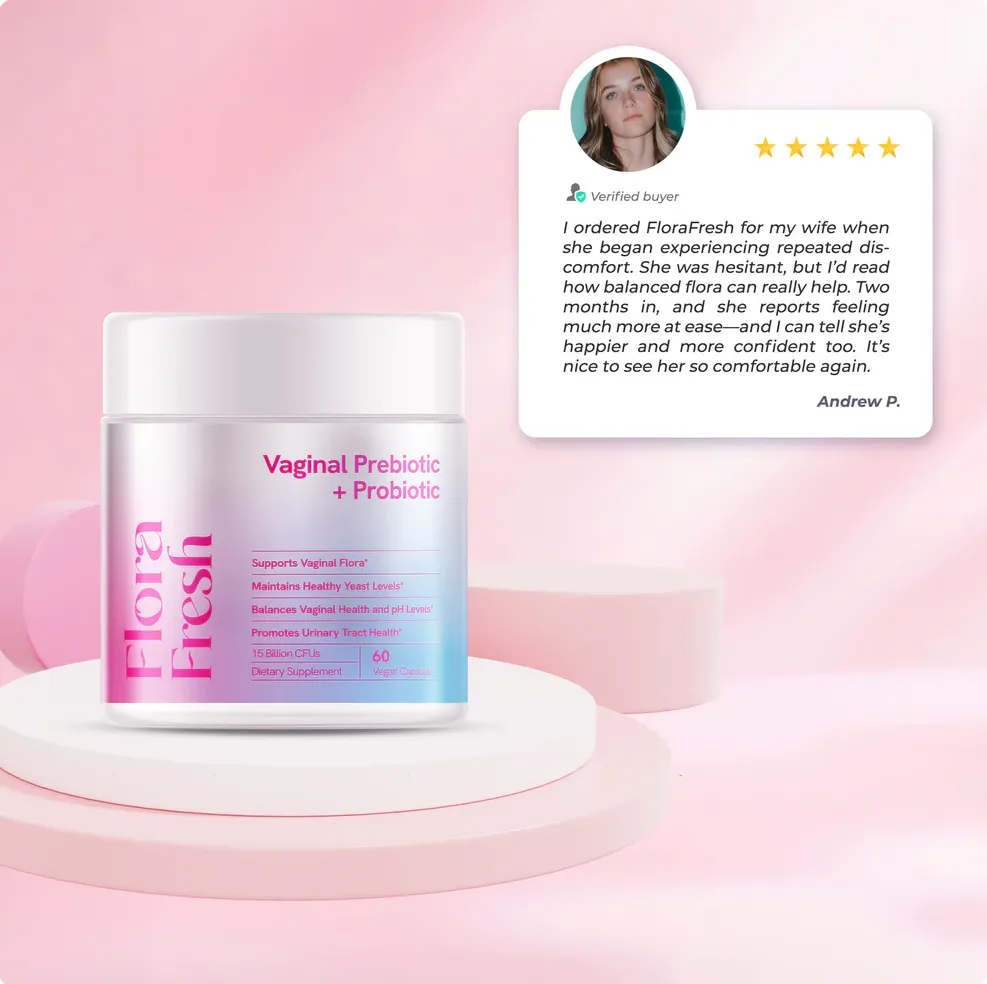 Verified buyer
I ordered FloraFresh for my wife when
she began experiencing repeated dis-
comfort. She was hesitant, but I'd read
how balanced flora can really help. Two
months in, and she reports feeling
much more at ease—and I can tell she's
happier and more confident too. It's
nice to see her so comfortable again.
Andrew P.
Vaginal Prebiotic
+ Probiotic
Flora
Fresh
Supports Vaginal Flora*
Maintains Healthy Yeast Levels*
Balances Vaginal Health and pH Levels*
Promotes Urinary Tract Health*
15 Billion CFUs
Dietary Supplement
60
Vegan Capsules